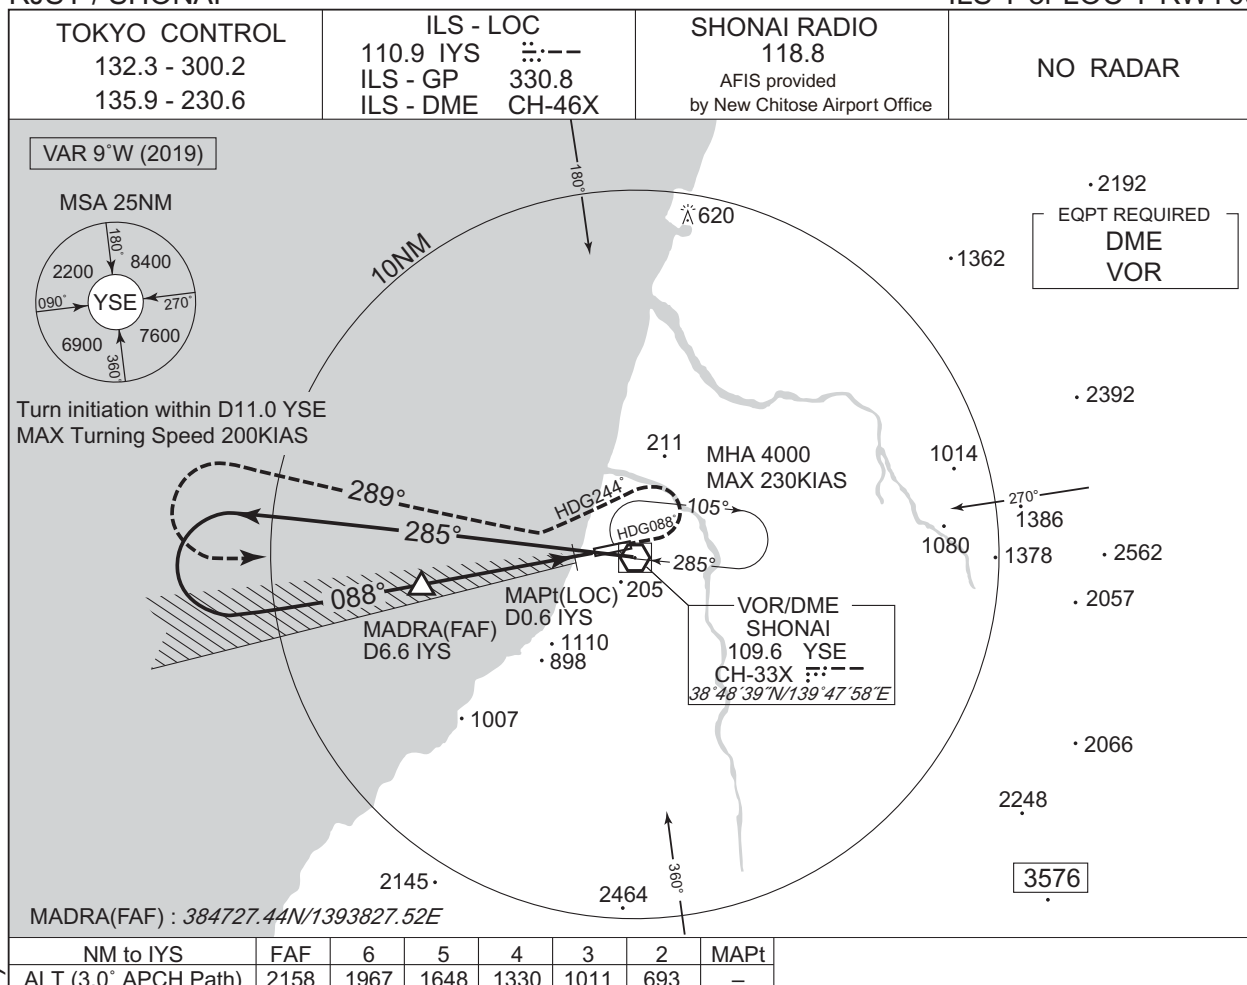 TOKYO CONTROL
132.3 - 300.2
135.9 - 230.6
ILS - LOC
110.9 IYS
ILS - GP 330.8
ILS - DME CH-46X
SHONAI RADIO
118.8
AFIS provided
by New Chitose Airport Office
NO RADAR
VAR 9°W (2019)
MSA 25NM
180°
2200
8400
090°
YSE
270°
6900
7600
360°
Turn initiation within D11.0 YSE
MAX Turning Speed 200KIAS
10NM
180°
620
2192
EQPT REQUIRED
DME
VOR
1362
2392
211
MHA 4000
MAX 230KIAS
1014
289°
HDG244°
105°
270°
1386
285°
HDG088°
1080
1378
2562
285°
088°
MAPt(LOC)
D0.6 IYS
205
2057
MADRA(FAF)
D6.6 IYS
1110
898
VOR/DME
SHONAI
109.6 YSE
CH-33X
38°48´39˝N/139°47´58˝E
1007
2066
2248
360°
3576
2145
2464
MADRA(FAF) : 384727.44N/1393827.52E
NM to IYS FAF 6 5 4 3 2 MAPt
ALT (3.0° APCH Path) 2158 1967 1648 1330 1011 693 –